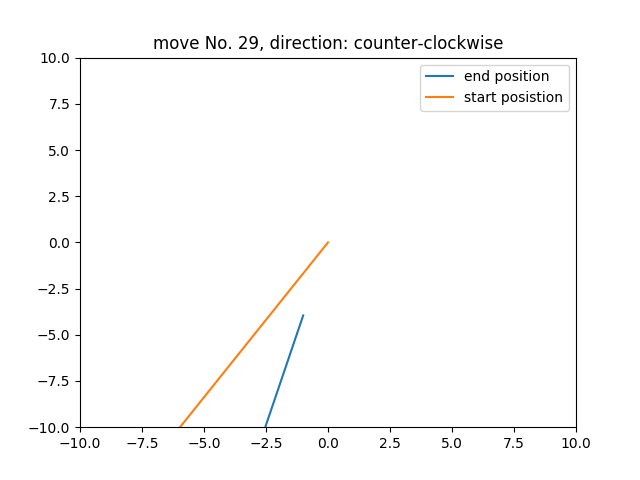 move No. 29, direction: counter-clockwise
end position
start posistion
10.0
7.5
5.0
2.5
0.0
−2.5
−5.0
−7.5
−10.0
−10.0 −7.5 −5.0 −2.5 0.0 2.5 5.0 7.5 10.0